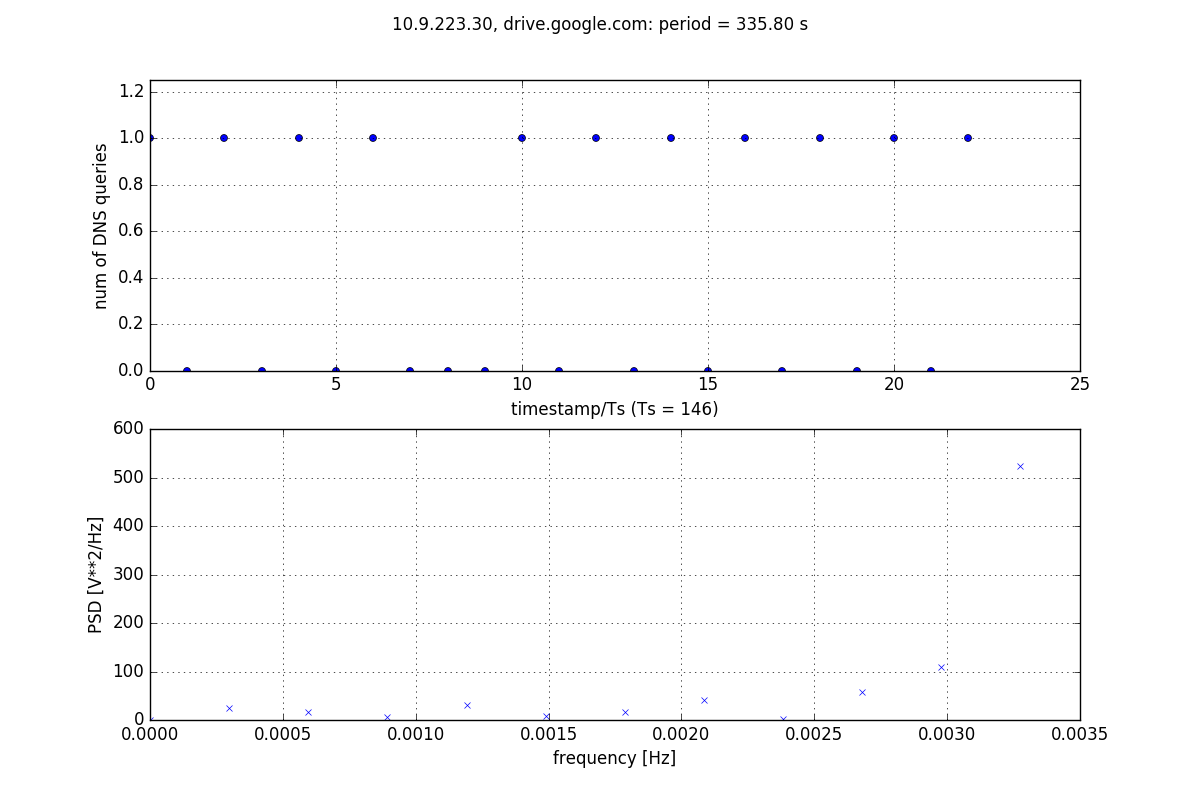 10.9.223.30, drive.google.com: period = 335.80 s
1.2
1.0
0.8
0.6
0.4
0.2
0.0
num of DNS queries
0 5 10 15 20 25
timestamp/Ts (Ts = 146)
600
500
400
300
200
100
0
PSD [V**2/Hz]
0.0000 0.0005 0.0010 0.0015 0.0020 0.0025 0.0030 0.0035
frequency [Hz]